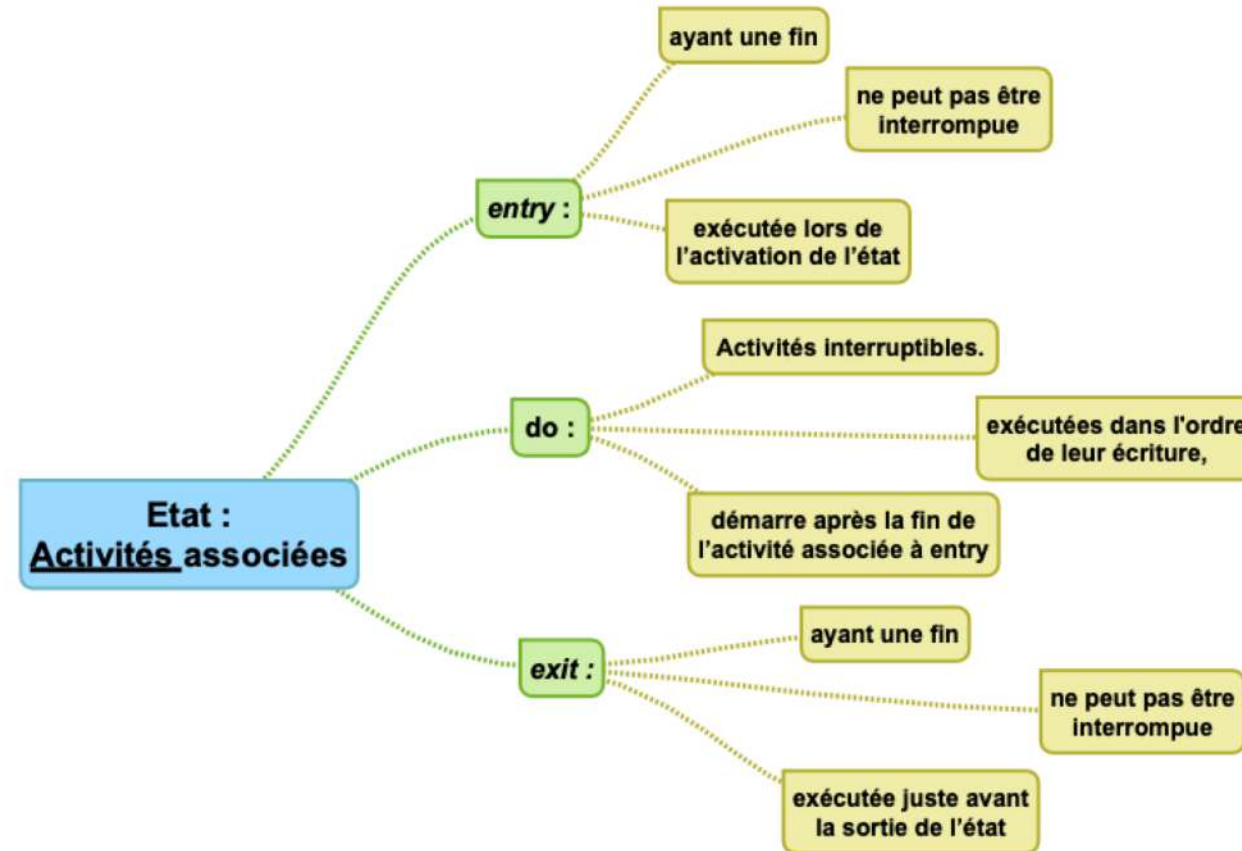 ayant une fin
ne peut pas être
interrompue
entry :
exécutée lors de
l’activation de l’état
Activités interruptibles.
do :
exécutées dans l'ordre
de leur écriture,
démarre après la fin de
l’activité associée à entry
Etat :
Activités associées
ayant une fin
exit :
ne peut pas être
interrompue
exécutée juste avant
la sortie de l’état